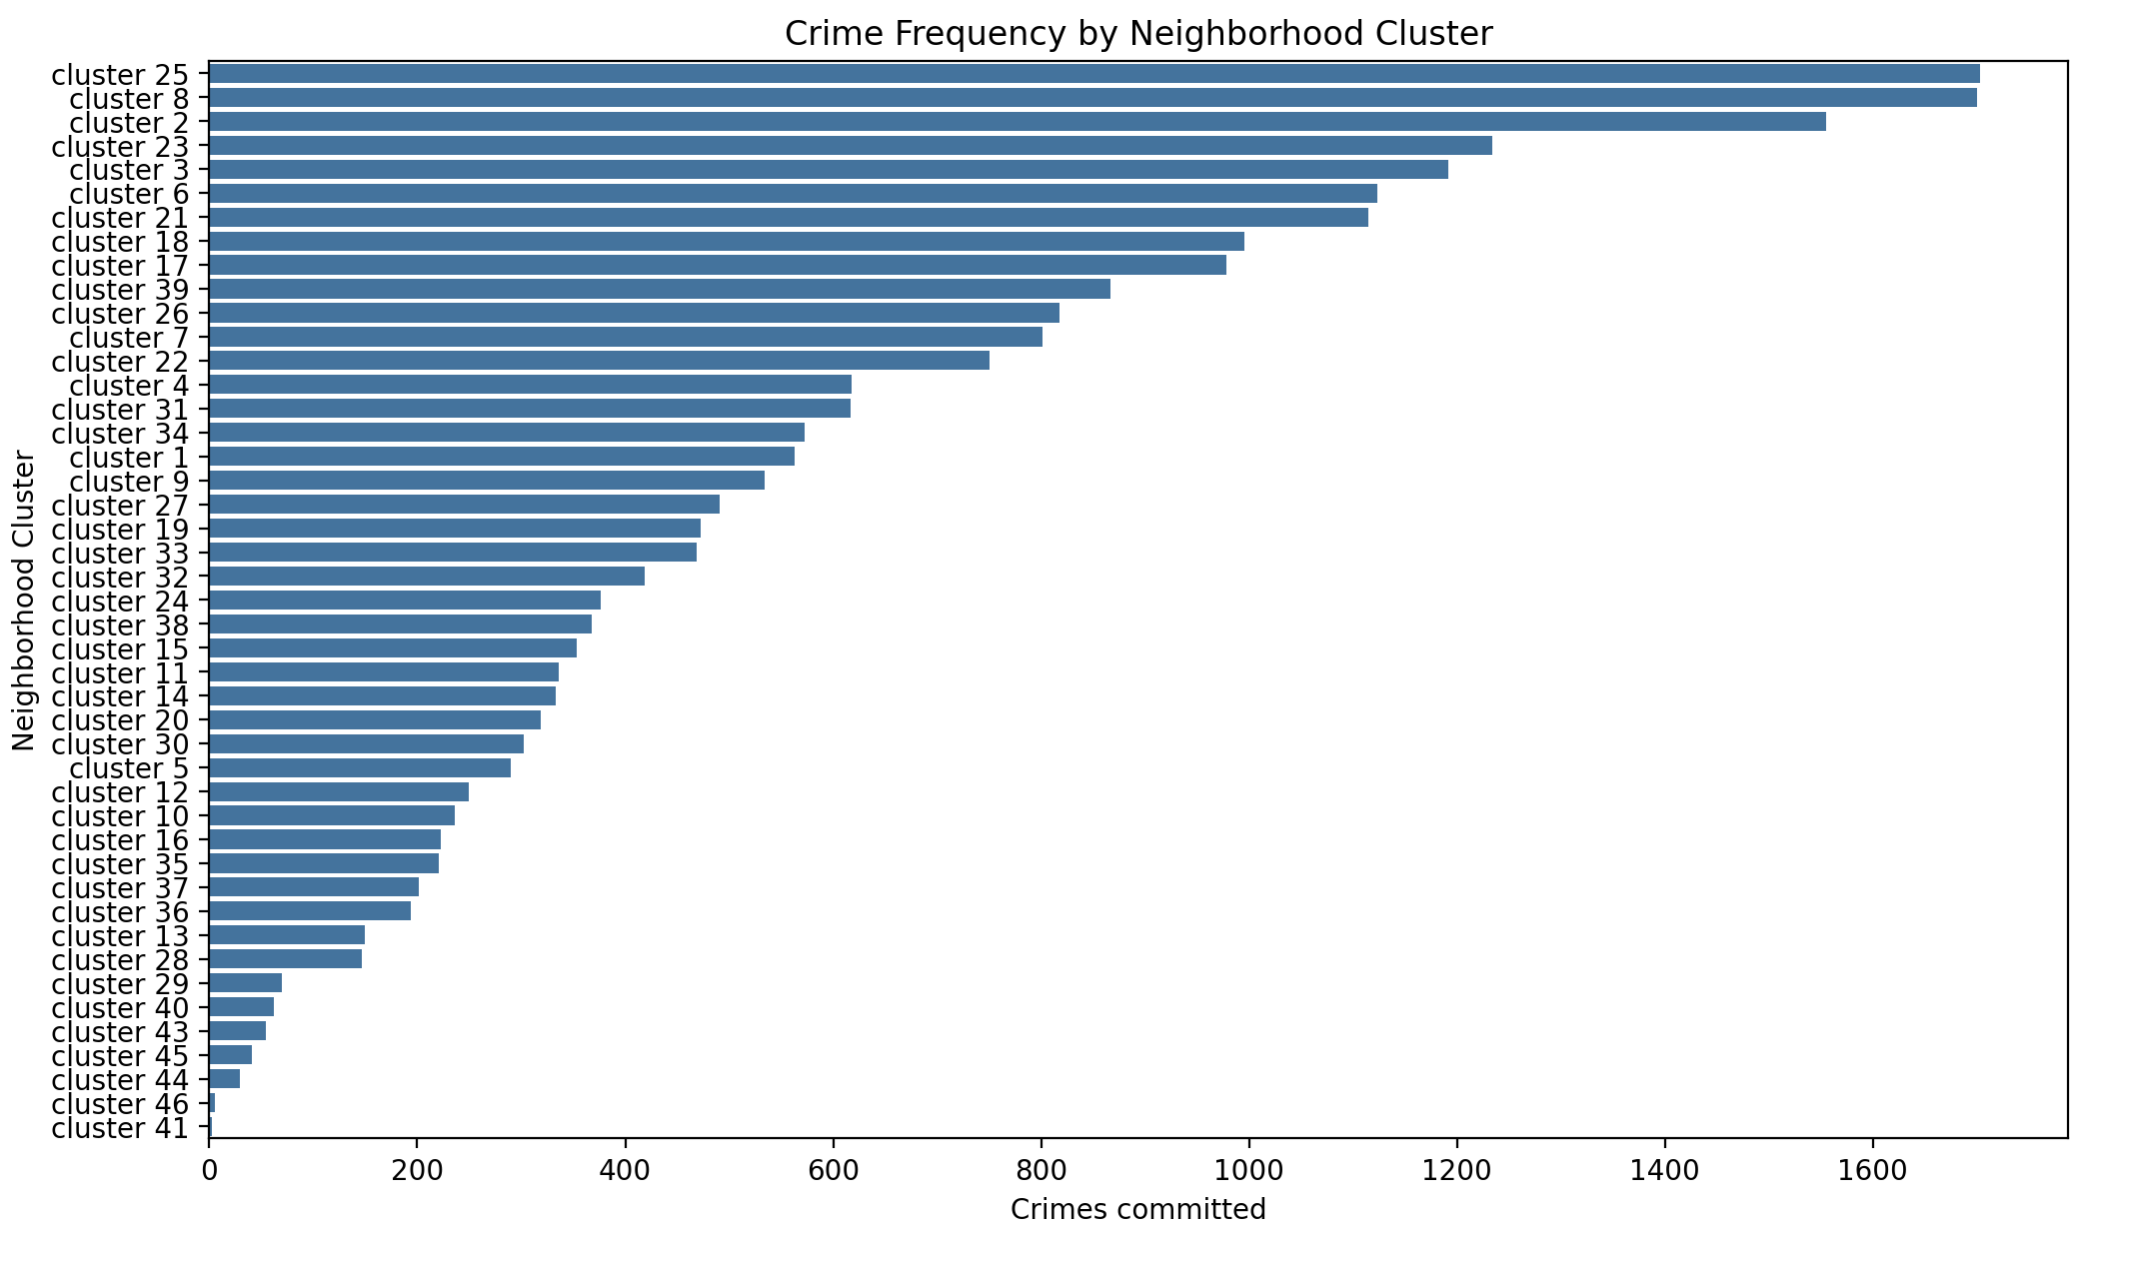 Crime Frequency by Neighborhood Cluster
Neighborhood Cluster
cluster 25
cluster 8
cluster 2
cluster 23
cluster 3
cluster 6
cluster 21
cluster 18
cluster 17
cluster 39
cluster 26
cluster 7
cluster 22
cluster 4
cluster 31
cluster 34
cluster 1
cluster 9
cluster 27
cluster 19
cluster 33
cluster 32
cluster 24
cluster 38
cluster 15
cluster 11
cluster 14
cluster 20
cluster 30
cluster 5
cluster 12
cluster 10
cluster 16
cluster 35
cluster 37
cluster 36
cluster 13
cluster 28
cluster 29
cluster 40
cluster 43
cluster 45
cluster 44
cluster 46
cluster 41
0 200 400 600 800 1000 1200 1400 1600
Crimes committed